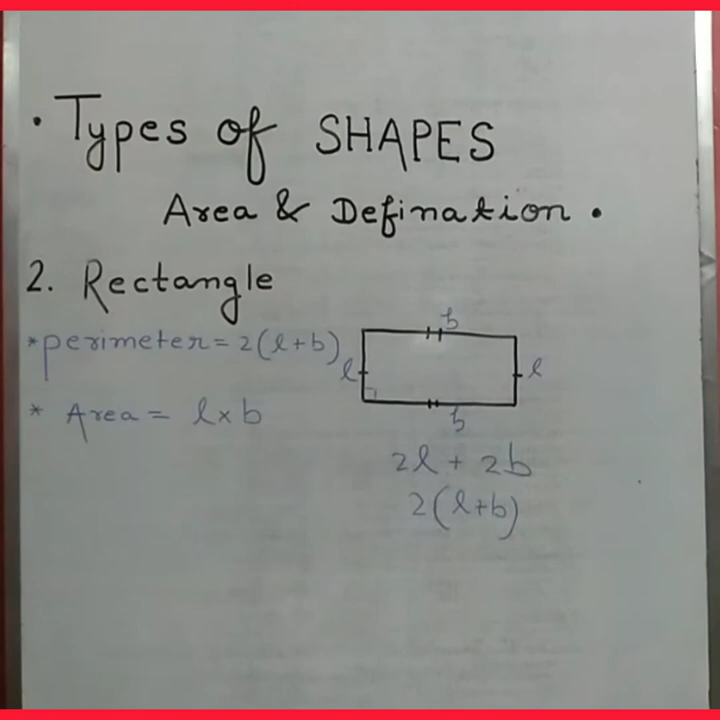 • Types of SHAPES
Area & Defination •
2. Rectangle
* perimeter = 2(l+b)
* Area = l × b
b
l
l
b
2l + 2b
2(l+b)